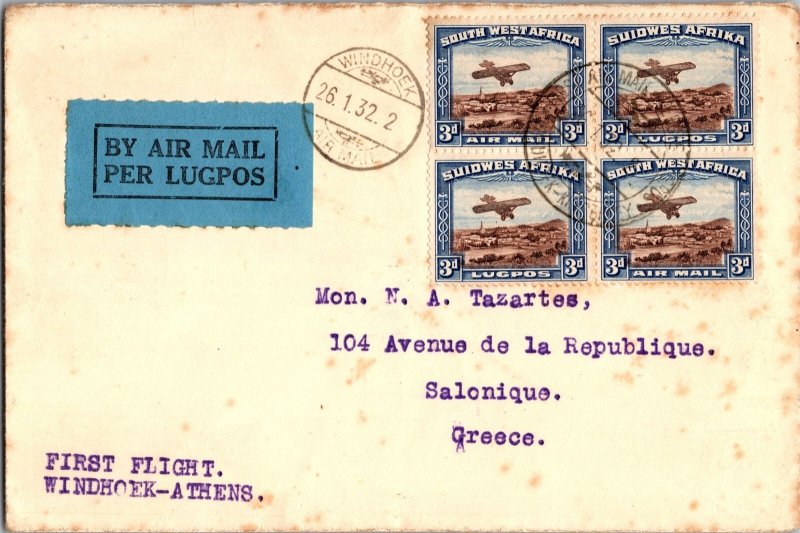 WINDHOEK
26.1.32.2
AIR MAIL
BY AIR MAIL
PER LUGPOS
SOUTH WEST AFRICA
3d AIR MAIL 3d
SUIDWES AFRIKA
3d LUGPOS 3d
SUIDWES AFRIKA
3d LUGPOS 3d
SOUTH WEST AFRICA
3d AIR MAIL 3d
AIR MAIL
Mon. N. A. Tazartes,
104 Avenue de la Republique.
Salonique.
Greece.
FIRST FLIGHT.
WINDHOEK-ATHENS.